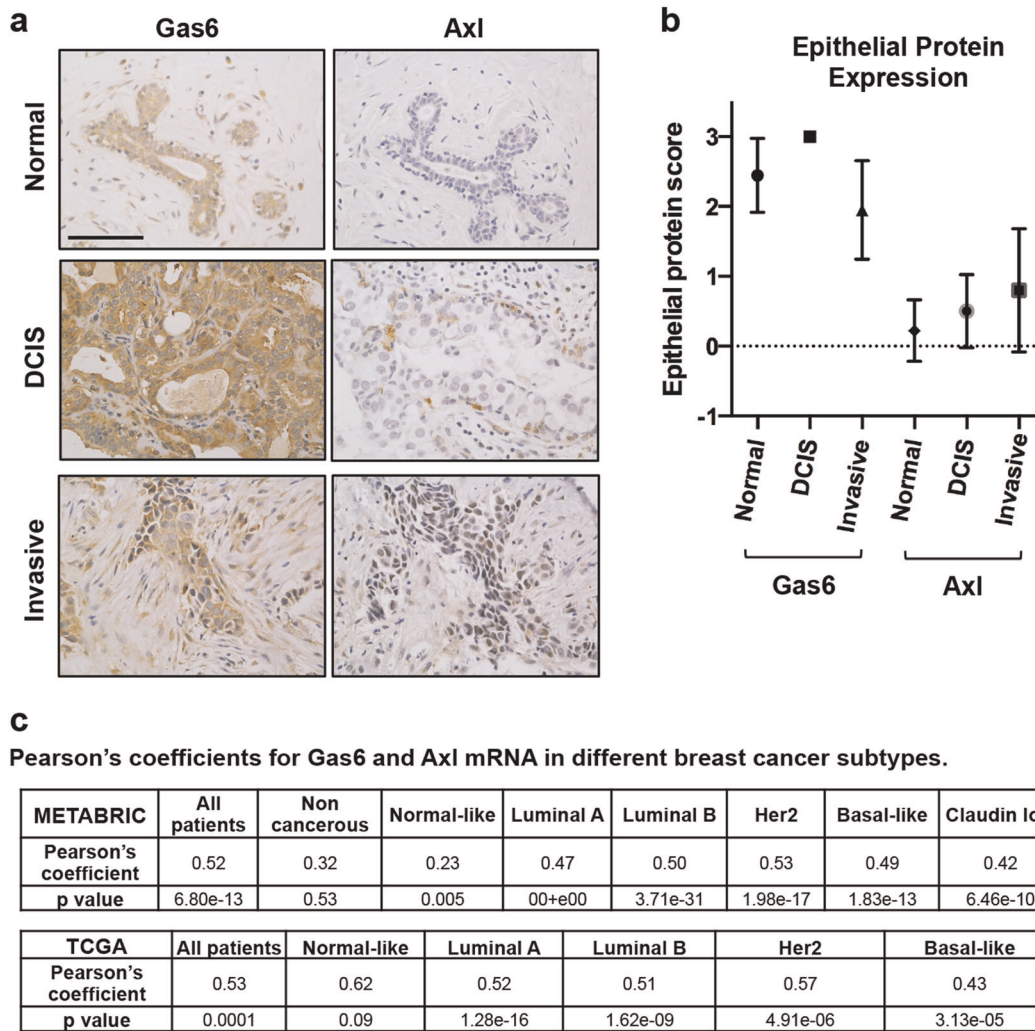 a
Gas6 Axl
Normal
DCIS
Invasive
b
Epithelial Protein
Expression
Epithelial protein score
3
2
1
0
-1
Normal DCIS Invasive Normal DCIS Invasive
Gas6 Axl
c
Pearson's coefficients for Gas6 and Axl mRNA in different breast cancer subtypes.
METABRIC All patients Non cancerous Normal-like Luminal A Luminal B Her2 Basal-like Claudin lo
Pearson's coefficient 0.52 0.32 0.23 0.47 0.50 0.53 0.49 0.42
p value 6.80e-13 0.53 0.005 00+e00 3.71e-31 1.98e-17 1.83e-13 6.46e-10
TCGA All patients Normal-like Luminal A Luminal B Her2 Basal-like
Pearson's coefficient 0.53 0.62 0.52 0.51 0.57 0.43
p value 0.0001 0.09 1.28e-16 1.62e-09 4.91e-06 3.13e-05